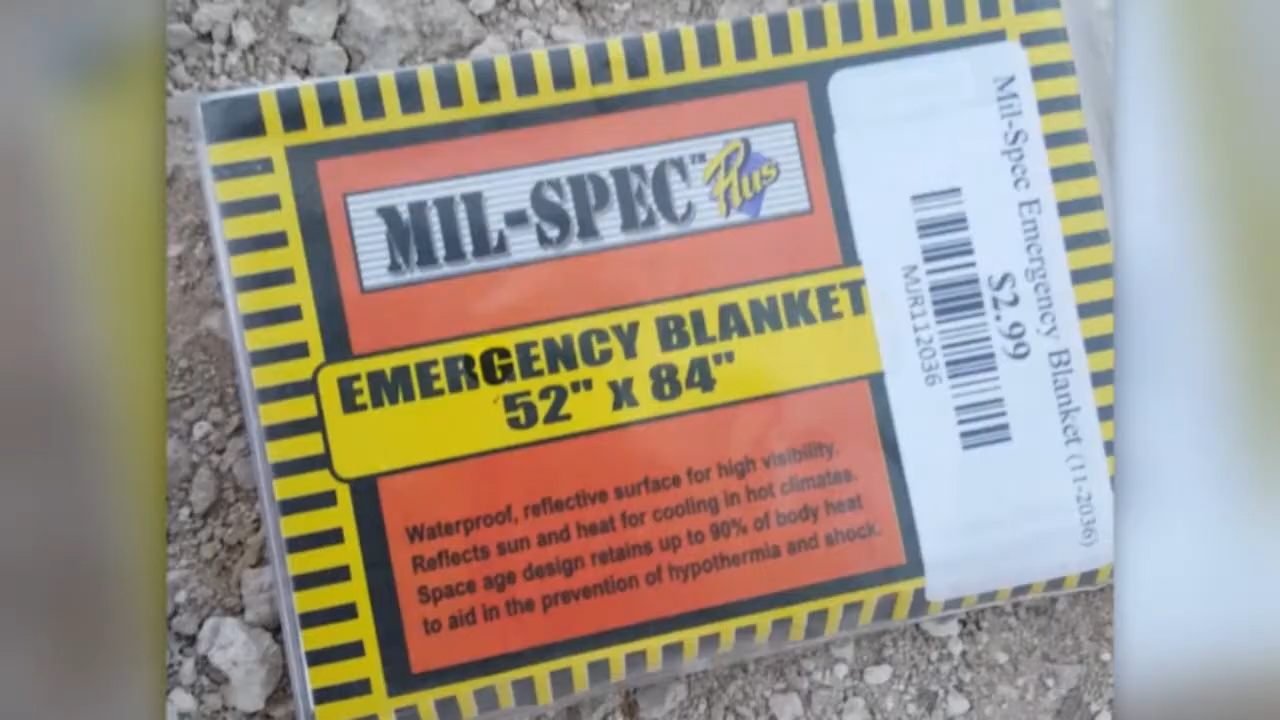 MIL-SPEC™ Plus
EMERGENCY BLANKET
52" x 84"
Waterproof, reflective surface for high visibility.
Reflects sun and heat for cooling in hot climates.
Space age design retains up to 90% of body heat
to aid in the prevention of hypothermia and shock.
Mil-Spec Emergency Blanket (11-2036)
$2.99
MJR112036